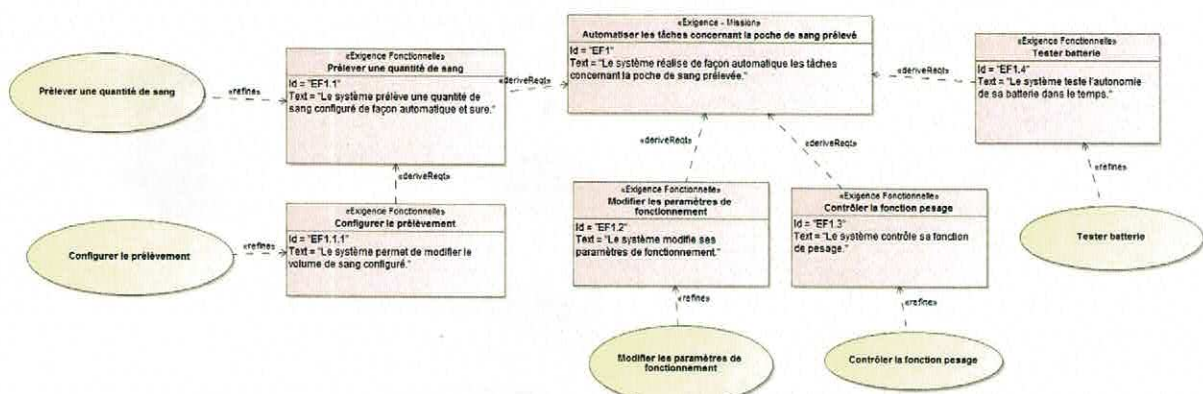 «Exigence - Mission»
Automatiser les tâches concernant la poche de sang prélevé
Id = "EF1"
Text = "Le système réalise de façon automatique les tâches
concernant la poche de sang prélevée."
«Exigence Fonctionnelle»
Prélever une quantité de sang
Id = "EF1.1"
Text = "Le système prélève une quantité de
sang configuré de façon automatique et sure."
«Exigence Fonctionnelle»
Tester batterie
Id = "EF1.4"
Text = "Le système teste l'autonomie
de sa batterie dans le temps."
Prélever une quantité de sang
«refine»
«deriveReqt»
«deriveReqt»
«deriveReqt»
«deriveReqt»
«deriveReqt»
«refine»
«Exigence Fonctionnelle»
Configurer le prélèvement
Id = "EF1.1.1"
Text = "Le système permet de modifier le
volume de sang configuré."
«Exigence Fonctionnelle»
Modifier les paramètres de
fonctionnement
Id = "EF1.2"
Text = "Le système modifie ses
paramètres de fonctionnement."
«Exigence Fonctionnelle»
Contrôler la fonction pesage
Id = "EF1.3"
Text = "Le système contrôle sa fonction
de pesage."
Configurer le prélèvement
«refine»
Tester batterie
«refine»
«refine»
Modifier les paramètres de
fonctionnement
Contrôler la fonction pesage